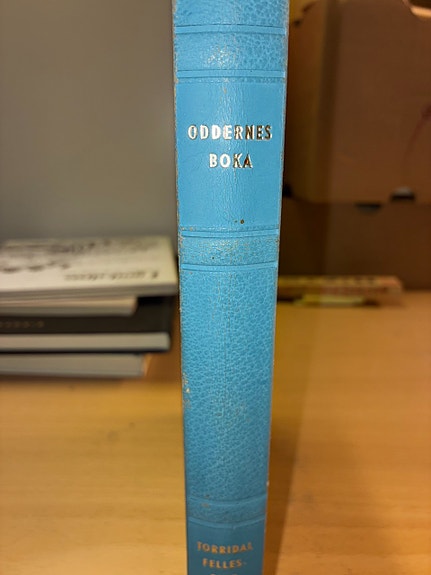 ODDERNES
BOKA
TORRIDAL
FELLES-